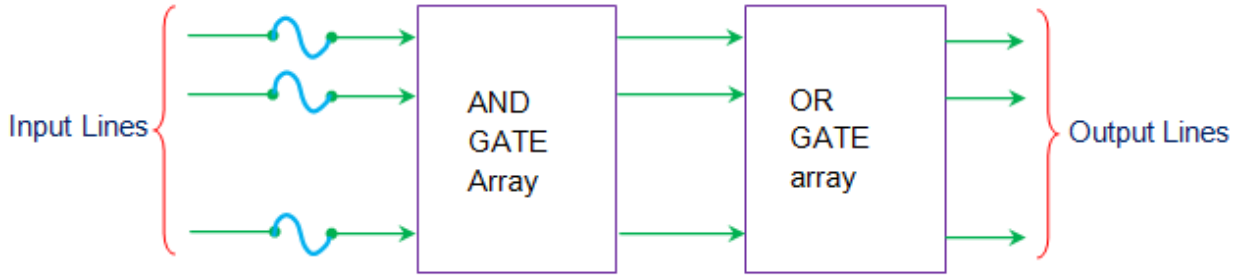 Input Lines
AND
GATE
Array
OR
GATE
array
Output Lines